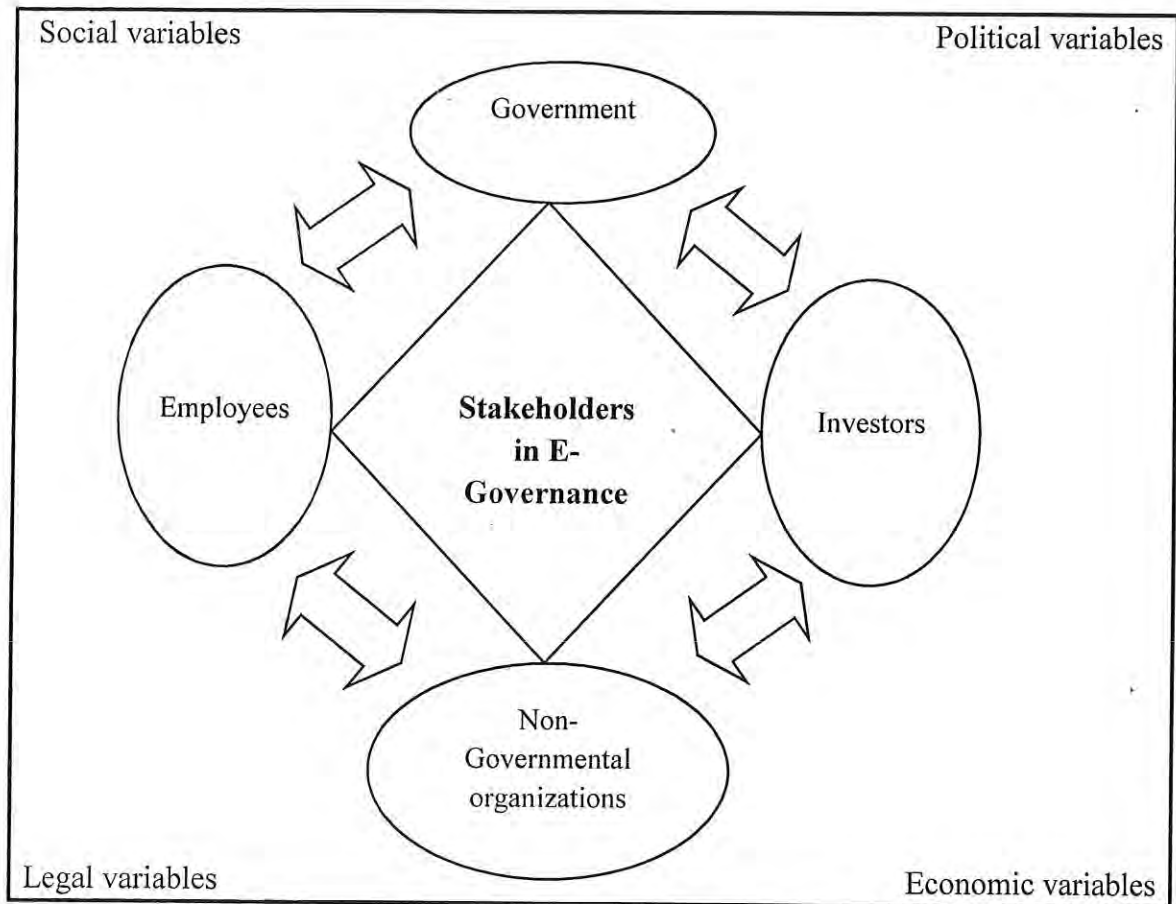 Social variables
Political variables
Government
Employees
Stakeholders
in E-
Governance
Investors
Non-
Governmental
organizations
Legal variables
Economic variables